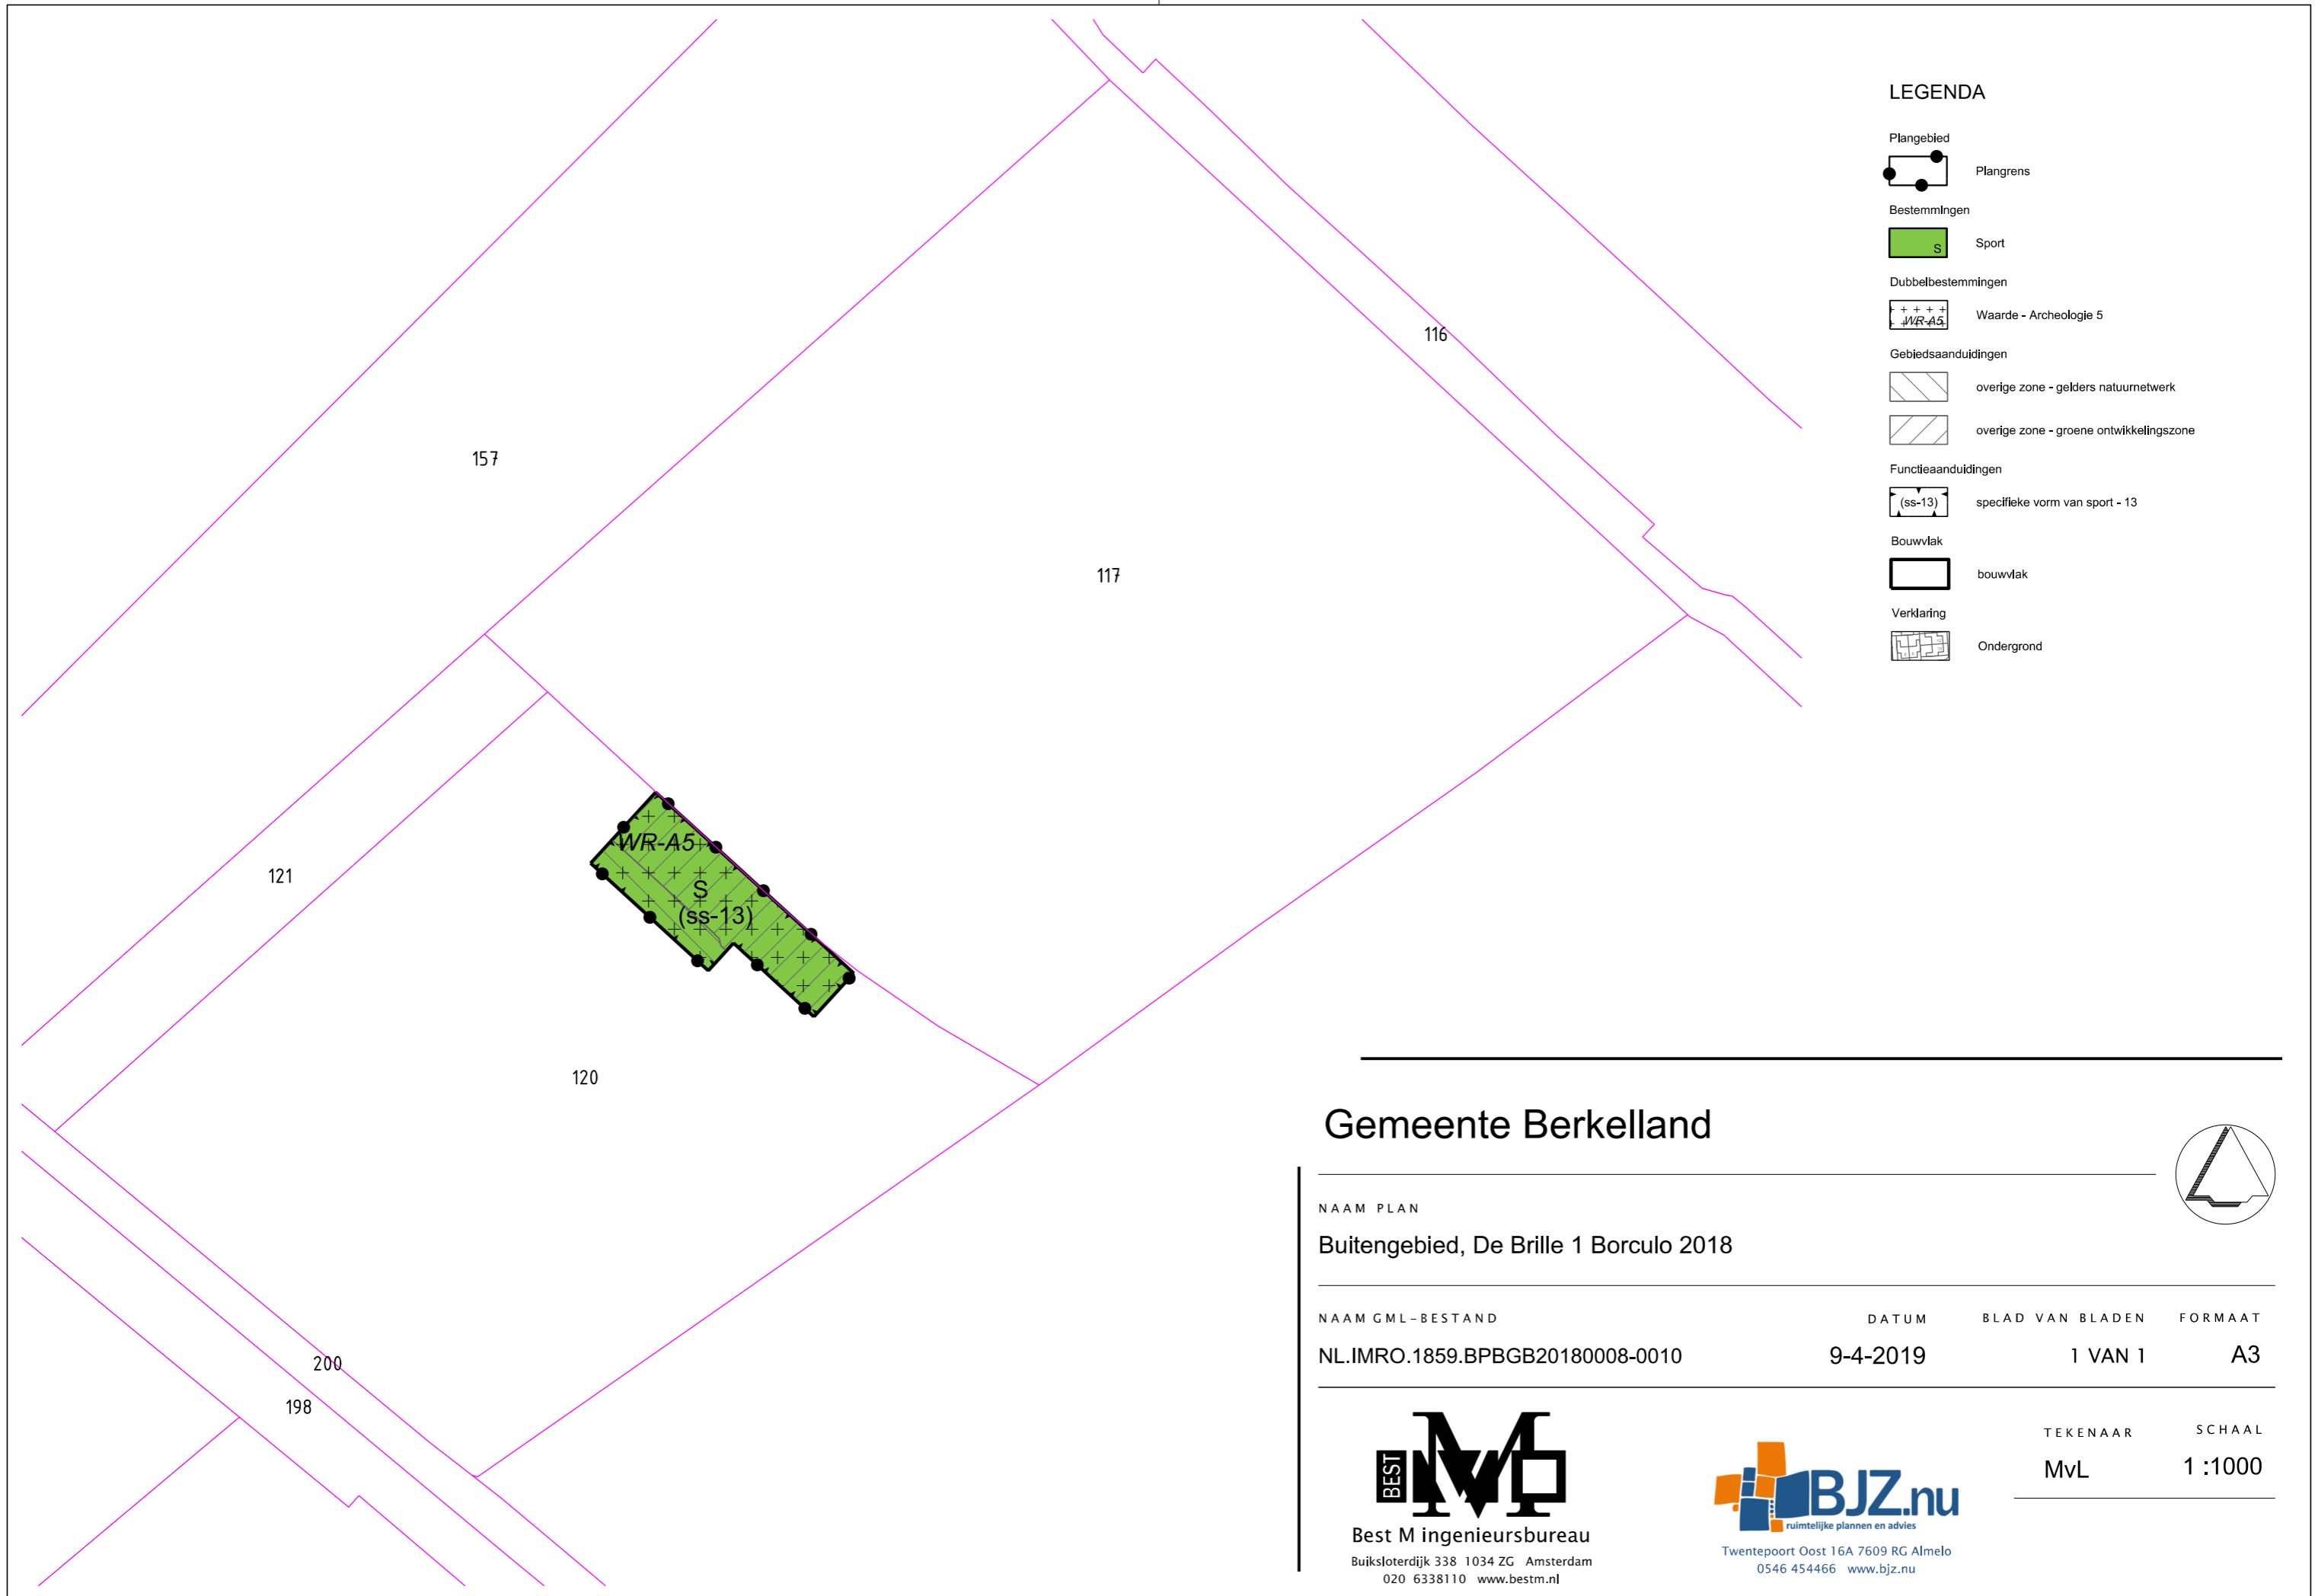 LEGENDA
Plangebied
Plangrens
Bestemmingen
S
Sport
Dubbelbestemmingen
WR-A5
Waarde - Archeologie 5
Gebiedsaanduidingen
overige zone - gelders natuurnetwerk
overige zone - groene ontwikkelingszone
Functieaanduidingen
(ss-13)
specifieke vorm van sport - 13
Bouwvlak
bouwvlak
Verklaring
Ondergrond
116
157
117
WR-A5
121
S
(ss-13)
120
200
198
Gemeente Berkelland
NAAM PLAN
Buitengebied, De Brille 1 Borculo 2018
NAAM GML-BESTAND
DATUM
BLAD VAN BLADEN
FORMAAT
NL.IMRO.1859.BPBGB20180008-0010
9-4-2019
1 VAN 1
A3
BEST
M
Best M ingenieursbureau
Buiksloterdijk 338 1034 ZG Amsterdam
020 6338110 www.bestm.nl
BJZ.nu
ruimtelijke plannen en advies
Twentepoort Oost 16A 7609 RG Almelo
0546 454466 www.bjz.nu
TEKENAAR
SCHAAL
MvL
1 :1000